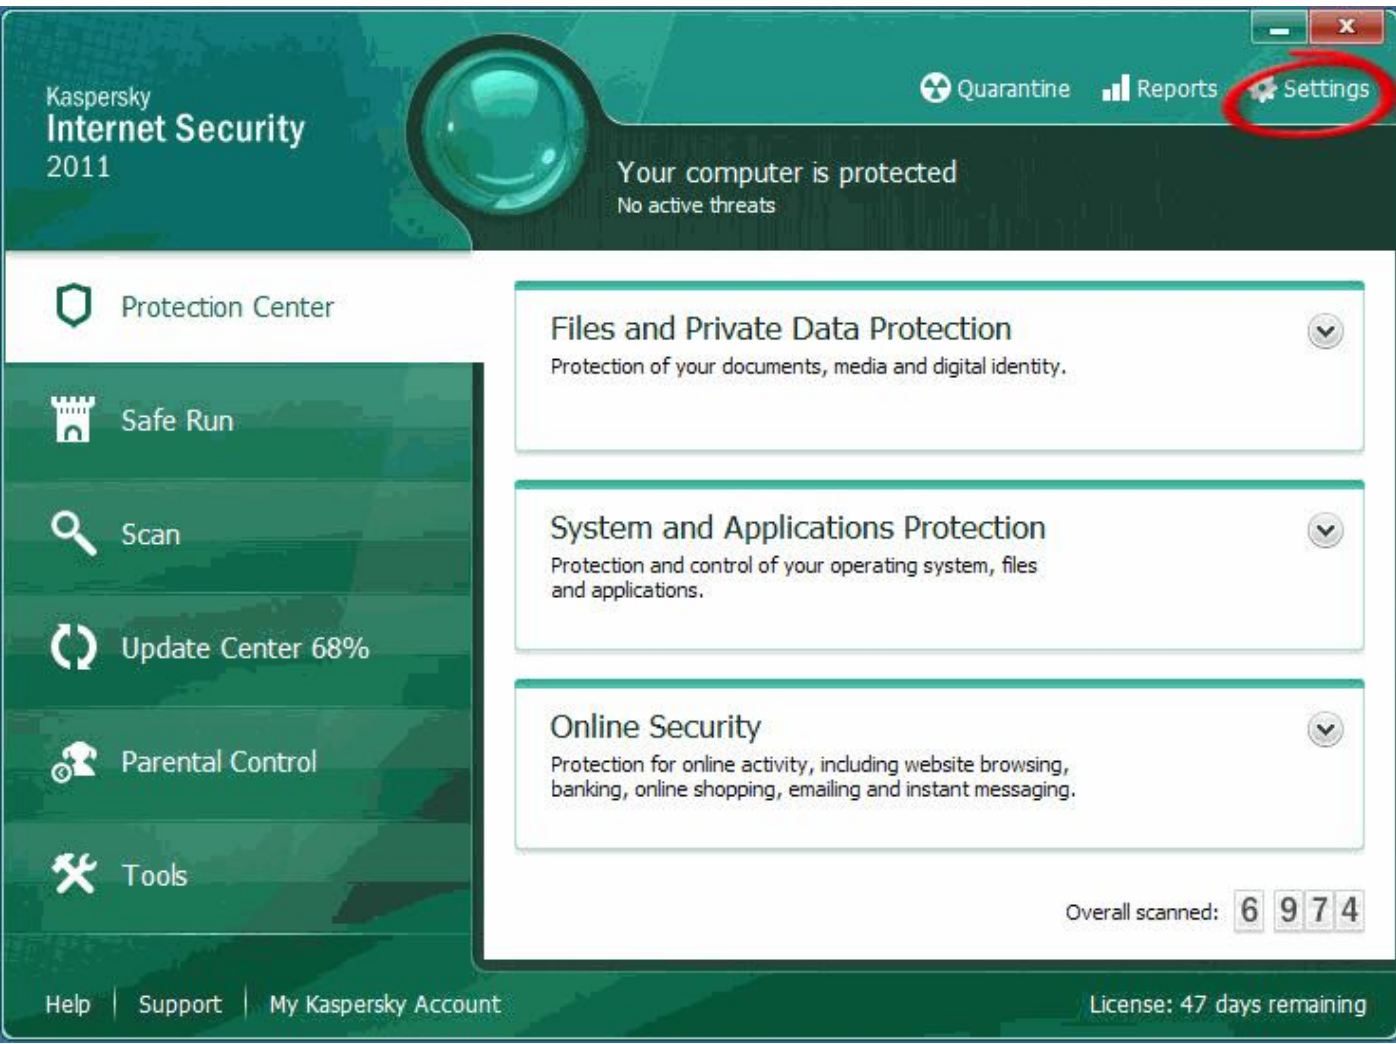 Kaspersky
Internet Security
2011
Quarantine
Reports
Settings
Your computer is protected
No active threats
Protection Center
Safe Run
Scan
Update Center 68%
Parental Control
Tools
Files and Private Data Protection
Protection of your documents, media and digital identity.
System and Applications Protection
Protection and control of your operating system, files
and applications.
Online Security
Protection for online activity, including website browsing,
banking, online shopping, emailing and instant messaging.
Overall scanned: 6 974
Help
Support
My Kaspersky Account
License: 47 days remaining